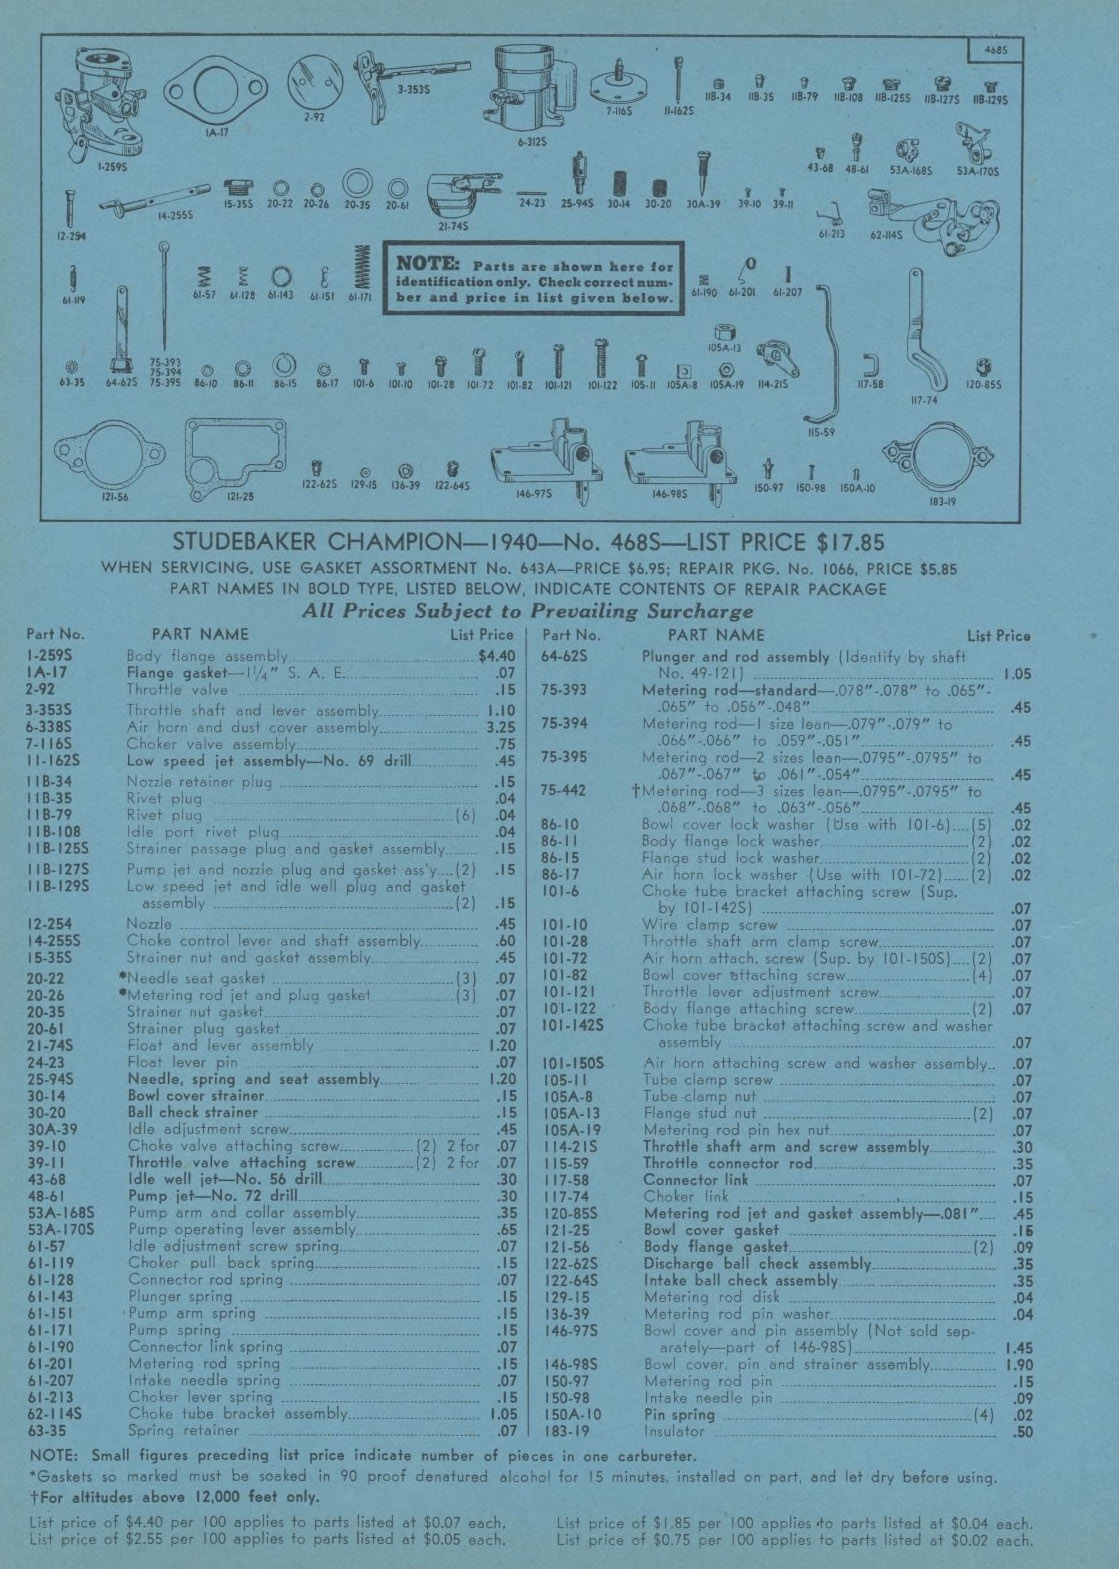 468S
1-259S
1A-17
2-92
3-353S
6-312S
7-116S
11-162S
11B-34
11B-35
11B-79
11B-108
11B-125S
11B-127S
11B-129S
43-68
48-61
53A-168S
53A-170S
12-254
14-255S
15-35S
20-22
20-26
20-35
20-61
21-74S
24-23
25-94S
30-14
30-20
30A-39
39-10
39-11
61-213
62-114S
61-119
61-57
61-128
61-143
61-151
61-171
NOTE: Parts are shown here for
identification only. Check correct num-
ber and price in list given below.
61-190
61-201
61-207
63-35
64-62S
75-393
75-394
75-395
86-10
86-11
86-15
86-17
101-6
101-10
101-28
101-72
101-82
101-121
101-122
105-11
105A-8
105A-13
105A-19
114-21S
115-59
117-58
117-74
120-85S
121-56
121-25
122-62S
129-15
136-39
122-64S
146-97S
146-98S
150-97
150-98
150A-10
183-19
STUDEBAKER CHAMPION—1940—No. 468S—LIST PRICE $17.85
WHEN SERVICING, USE GASKET ASSORTMENT No. 643A—PRICE $6.95; REPAIR PKG. No. 1066, PRICE $5.85
PART NAMES IN BOLD TYPE, LISTED BELOW, INDICATE CONTENTS OF REPAIR PACKAGE
All Prices Subject to Prevailing Surcharge
Part No. PART NAME List Price
1-259S Body flange assembly $4.40
1A-17 Flange gasket—1¼" S. A. E. .07
2-92 Throttle valve .15
3-353S Throttle shaft and lever assembly 1.10
6-338S Air horn and dust cover assembly 3.25
7-116S Choker valve assembly .75
11-162S Low speed jet assembly—No. 69 drill .45
11B-34 Nozzle retainer plug .15
11B-35 Rivet plug .04
11B-79 Rivet plug (6) .04
11B-108 Idle port rivet plug .04
11B-125S Strainer passage plug and gasket assembly .15
11B-127S Pump jet and nozzle plug and gasket ass'y (2) .15
11B-129S Low speed jet and idle well plug and gasket
assembly (2) .15
12-254 Nozzle .45
14-255S Choke control lever and shaft assembly .60
15-35S Strainer nut and gasket assembly .45
20-22 *Needle seat gasket (3) .07
20-26 *Metering rod jet and plug gasket (3) .07
20-35 Strainer nut gasket .07
20-61 Strainer plug gasket .07
21-74S Float and lever assembly 1.20
24-23 Float lever pin .07
25-94S Needle, spring and seat assembly 1.20
30-14 Bowl cover strainer .15
30-20 Ball check strainer .15
30A-39 Idle adjustment screw .45
39-10 Choke valve attaching screw (2) 2 for .07
39-11 Throttle valve attaching screw (2) 2 for .07
43-68 Idle well jet—No. 56 drill .30
48-61 Pump jet—No. 72 drill .30
53A-168S Pump arm and collar assembly .35
53A-170S Pump operating lever assembly .65
61-57 Idle adjustment screw spring .07
61-119 Choker pull back spring .15
61-128 Connector rod spring .07
61-143 Plunger spring .15
61-151 Pump arm spring .15
61-171 Pump spring .15
61-190 Connector link spring .07
61-201 Metering rod spring .15
61-207 Intake needle spring .07
61-213 Choker lever spring .15
62-114S Choke tube bracket assembly 1.05
63-35 Spring retainer .07
Part No. PART NAME List Price
64-62S Plunger and rod assembly (Identify by shaft
No. 49-121) 1.05
75-393 Metering rod—standard—.078"-.078" to .065"-
.065" to .056"-.048" .45
75-394 Metering rod—1 size lean—.079"-.079" to
.066"-.066" to .059"-.051" .45
75-395 Metering rod—2 sizes lean—.0795"-.0795" to
.067"-.067" to .061"-.054" .45
75-442 †Metering rod—3 sizes lean—.0795"-.0795" to
.068"-.068" to .063"-.056" .45
86-10 Bowl cover lock washer (Use with 101-6) (5) .02
86-11 Body flange lock washer (2) .02
86-15 Flange stud lock washer (2) .02
86-17 Air horn lock washer (Use with 101-72) (2) .02
101-6 Choke tube bracket attaching screw (Sup.
by 101-142S) .07
101-10 Wire clamp screw .07
101-28 Throttle shaft arm clamp screw .07
101-72 Air horn attach. screw (Sup. by 101-150S) (2) .07
101-82 Bowl cover attaching screw (4) .07
101-121 Throttle lever adjustment screw .07
101-122 Body flange attaching screw (2) .07
101-142S Choke tube bracket attaching screw and washer
assembly .07
101-150S Air horn attaching screw and washer assembly .07
105-11 Tube clamp screw .07
105A-8 Tube clamp nut .07
105A-13 Flange stud nut (2) .07
105A-19 Metering rod pin hex nut .07
114-21S Throttle shaft arm and screw assembly .30
115-59 Throttle connector rod .35
117-58 Connector link .07
117-74 Choker link .15
120-85S Metering rod jet and gasket assembly—.081" .45
121-25 Bowl cover gasket .15
121-56 Body flange gasket (2) .09
122-62S Discharge ball check assembly .35
122-64S Intake ball check assembly .35
129-15 Metering rod disk .04
136-39 Metering rod pin washer .04
146-97S Bowl cover and pin assembly (Not sold sep-
arately—part of 146-98S) 1.45
146-98S Bowl cover, pin and strainer assembly 1.90
150-97 Metering rod pin .15
150-98 Intake needle pin .09
150A-10 Pin spring (4) .02
183-19 Insulator .50
NOTE: Small figures preceding list price indicate number of pieces in one carbureter.
*Gaskets so marked must be soaked in 90 proof denatured alcohol for 15 minutes, installed on part, and let dry before using.
†For altitudes above 12,000 feet only.
List price of $4.40 per 100 applies to parts listed at $0.07 each.
List price of $2.55 per 100 applies to parts listed at $0.05 each.
List price of $1.85 per 100 applies to parts listed at $0.04 each.
List price of $0.75 per 100 applies to parts listed at $0.02 each.